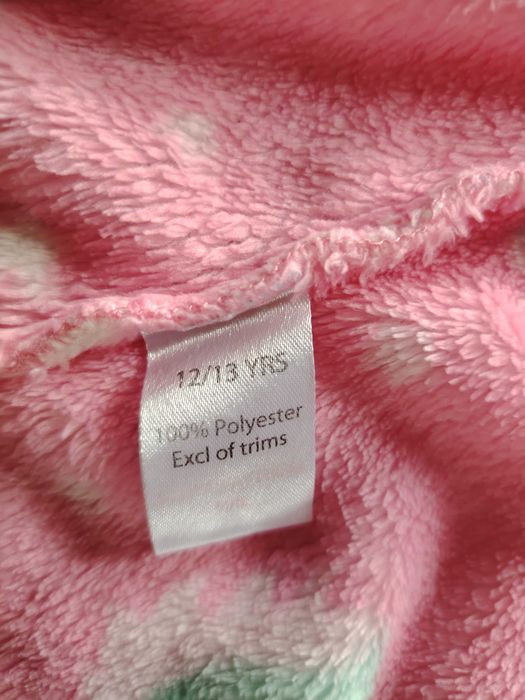 12/13 YRS
100% Polyester
Excl of trims